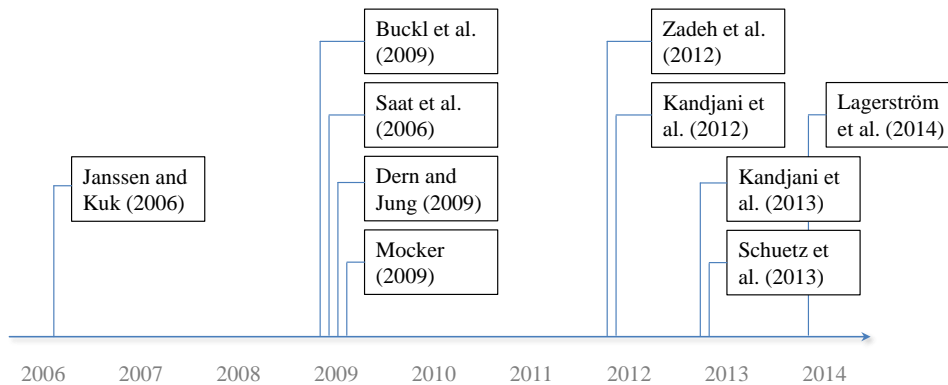 Buckl et al.
(2009)
Zadeh et al.
(2012)
Saat et al.
(2006)
Kandjani et
al. (2012)
Lagerström
et al. (2014)
Janssen and
Kuk (2006)
Dern and
Jung (2009)
Kandjani et
al. (2013)
Mocker
(2009)
Schuetz et
al. (2013)
2006 2007 2008 2009 2010 2011 2012 2013 2014